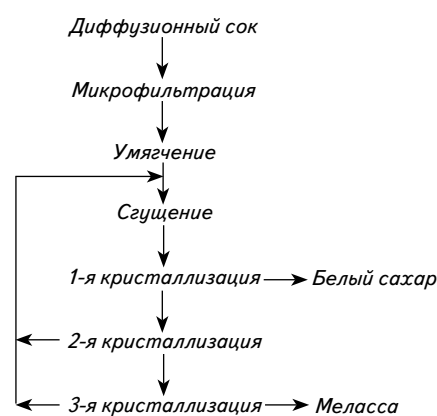 Диффузионный сок
Микрофильтрация
Умягчение
Сгущение
1-я кристаллизация Белый сахар
2-я кристаллизация
3-я кристаллизация Меласса